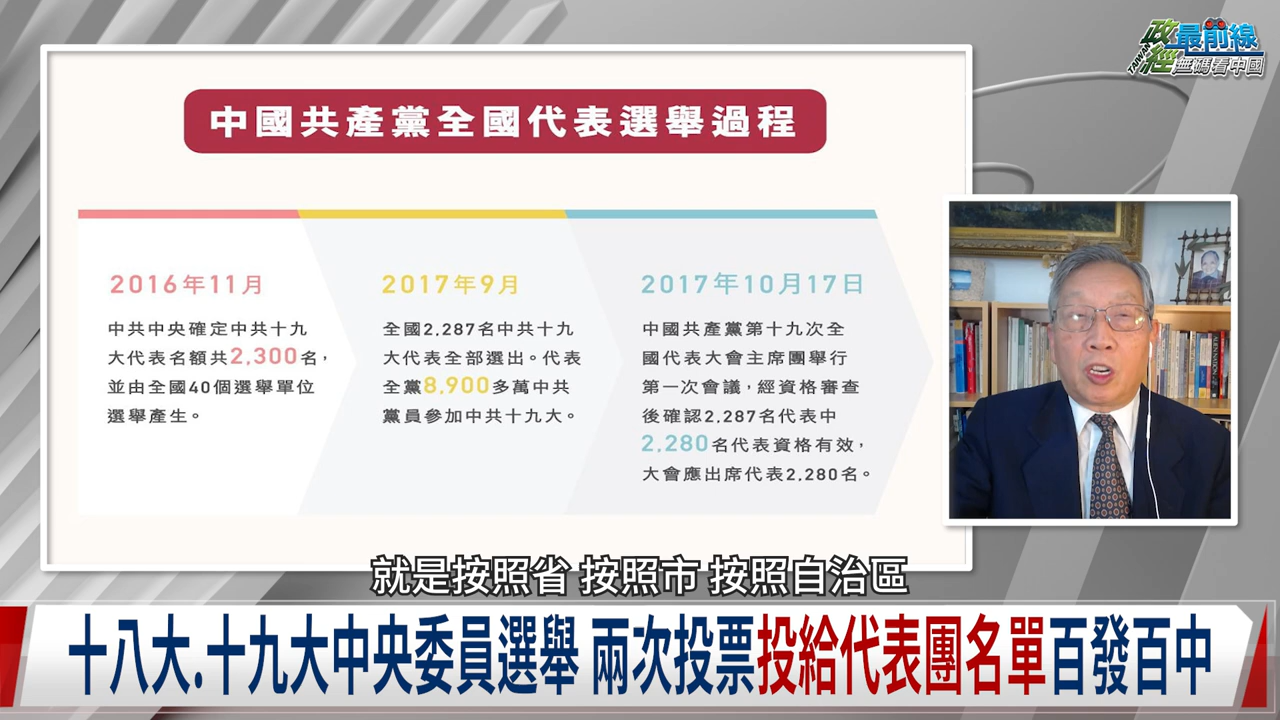 政經最前線
TAIWAN
無碼看中國
中國共產黨全國代表選舉過程
2016年11月
中共中央確定中共十九
大代表名額共2,300名，
並由全國40個選舉單位
選舉產生。
2017年9月
全國2,287名中共十九
大代表全部選出。代表
全黨8,900多萬中共
黨員參加中共十九大。
2017年10月17日
中國共產黨第十九次全
國代表大會主席團舉行
第一次會議，經資格審查
後確認2,287名代表中
2,280名代表資格有效，
大會應出席代表2,280名。
就是按照省 按照市 按照自治區
十八大.十九大中央委員選舉 兩次投票投給代表團名單百發百中